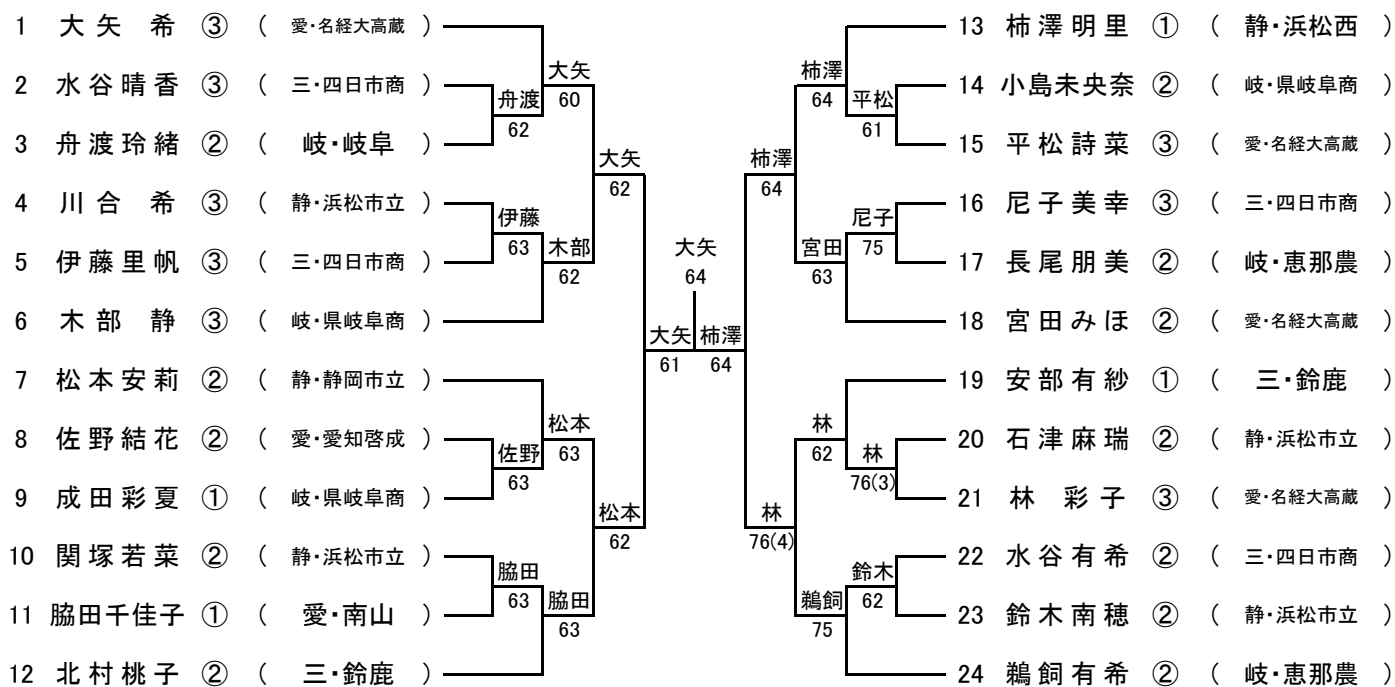 1 大矢 希 ③ ( 愛・名経大高蔵 )
2 水谷晴香 ③ ( 三・四日市商 )
3 舟渡玲緒 ② ( 岐・岐阜 )
4 川合 希 ③ ( 静・浜松市立 )
5 伊藤里帆 ③ ( 三・四日市商 )
6 木部 静 ③ ( 岐・県岐阜商 )
7 松本安莉 ② ( 静・静岡市立 )
8 佐野結花 ② ( 愛・愛知啓成 )
9 成田彩夏 ① ( 岐・県岐阜商 )
10 関塚若菜 ② ( 静・浜松市立 )
11 脇田千佳子 ① ( 愛・南山 )
12 北村桃子 ② ( 三・鈴鹿 )
舟渡
62
伊藤
63
佐野
63
脇田
63
大矢
60
木部
62
松本
63
脇田
63
大矢
62
松本
62
大矢
61
大矢
64
柿澤
64
柿澤
64
林
76(4)
柿澤
64
宮田
63
林
62
鵜飼
75
平松
61
尼子
75
林
76(3)
鈴木
62
13 柿澤明里 ① ( 静・浜松西 )
14 小島未央奈 ② ( 岐・県岐阜商 )
15 平松詩菜 ③ ( 愛・名経大高蔵 )
16 尼子美幸 ③ ( 三・四日市商 )
17 長尾朋美 ② ( 岐・恵那農 )
18 宮田みほ ② ( 愛・名経大高蔵 )
19 安部有紗 ① ( 三・鈴鹿 )
20 石津麻瑞 ② ( 静・浜松市立 )
21 林 彩子 ③ ( 愛・名経大高蔵 )
22 水谷有希 ② ( 三・四日市商 )
23 鈴木南穂 ② ( 静・浜松市立 )
24 鵜飼有希 ② ( 岐・恵那農 )